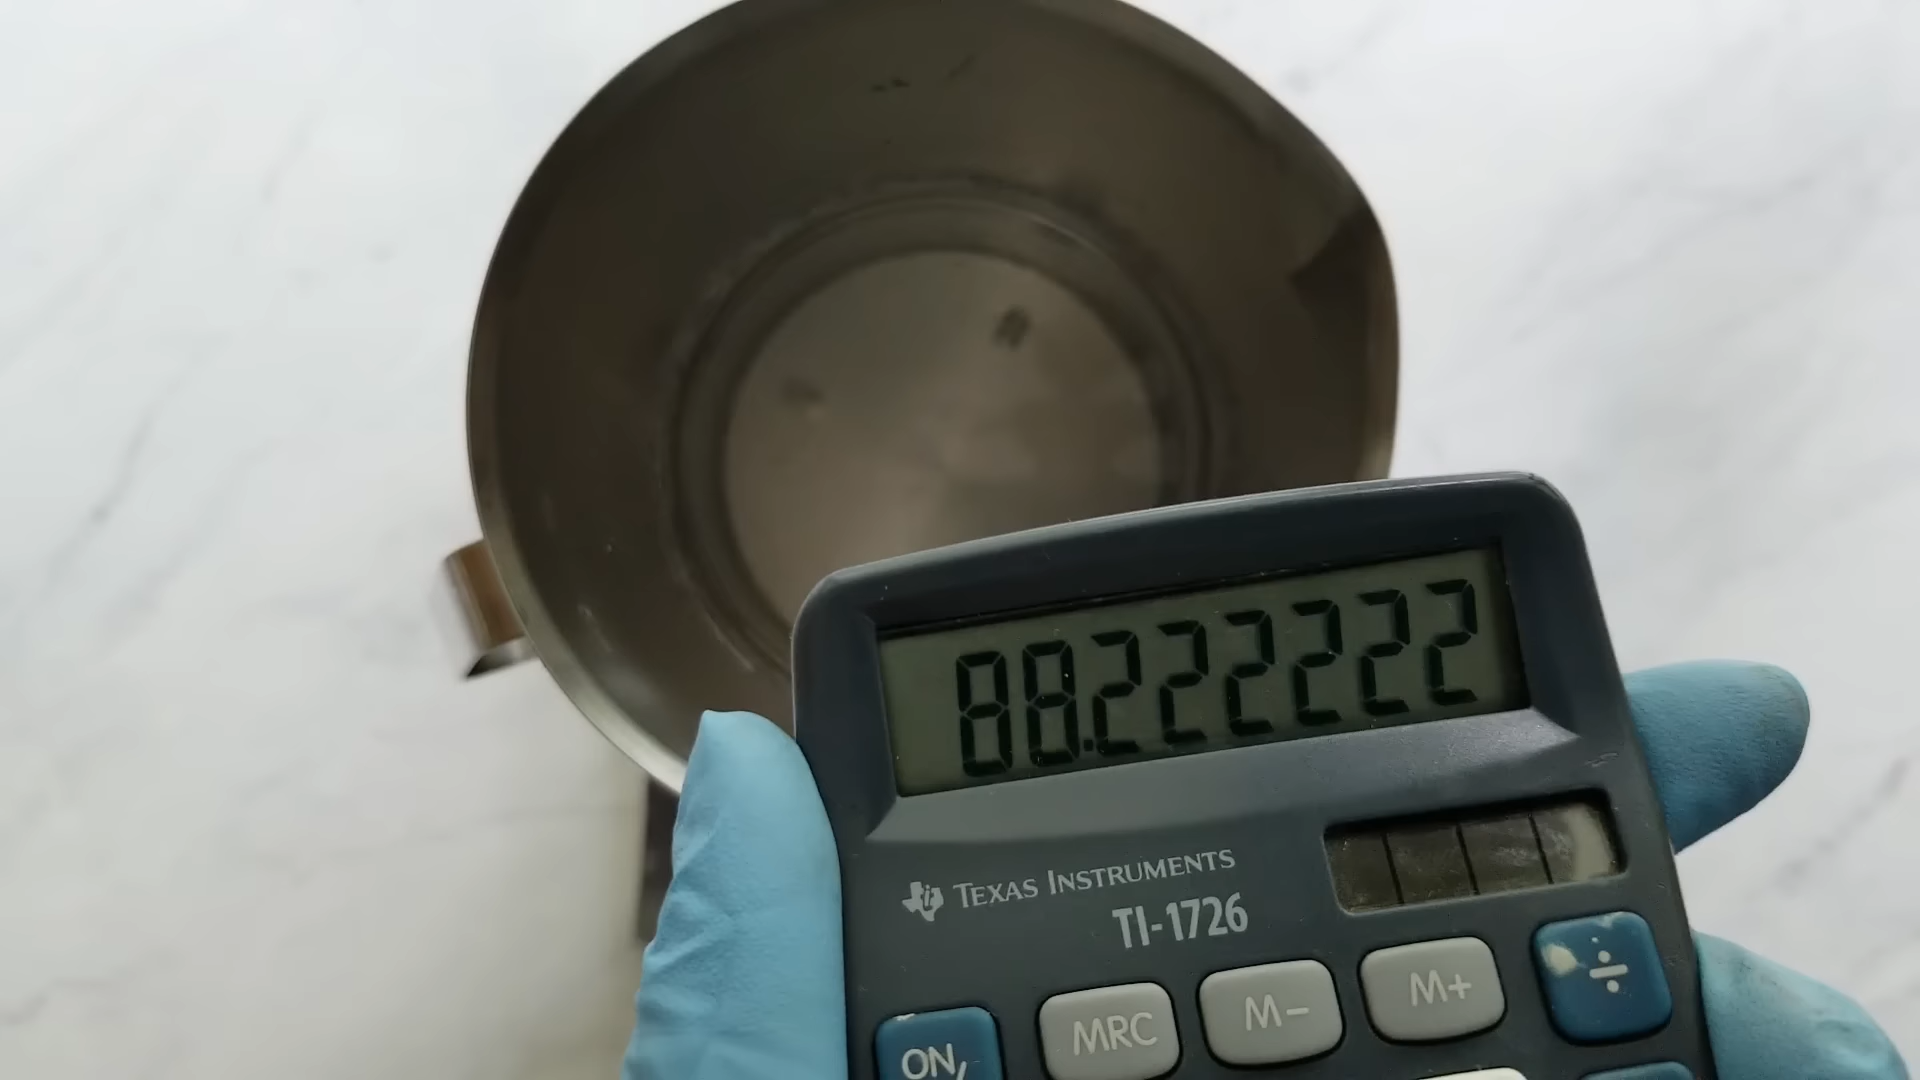 88.222222
TEXAS INSTRUMENTS
TI-1726
MRC M− M+ ÷
ON/